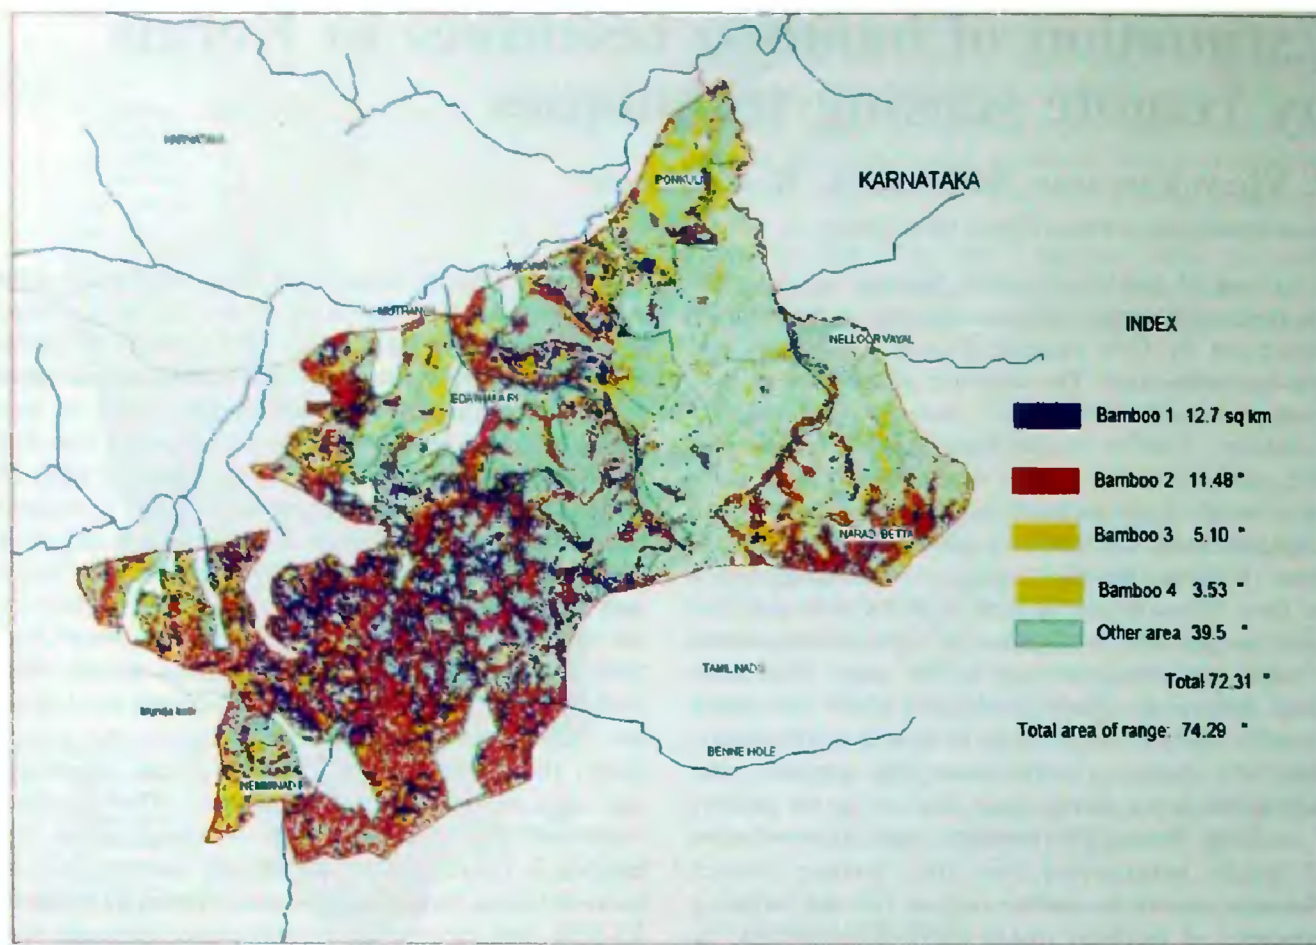 KARNATAKA
PONKULI
NELLOORVAYAL
NARAD BETTA
TAMIL NADU
BENNE HOLE
INDEX
Bamboo 1 12.7 sq km
Bamboo 2 11.48 "
Bamboo 3 5.10 "
Bamboo 4 3.53 "
Other area 39.5 "
Total 72.31 "
Total area of range: 74.29 "